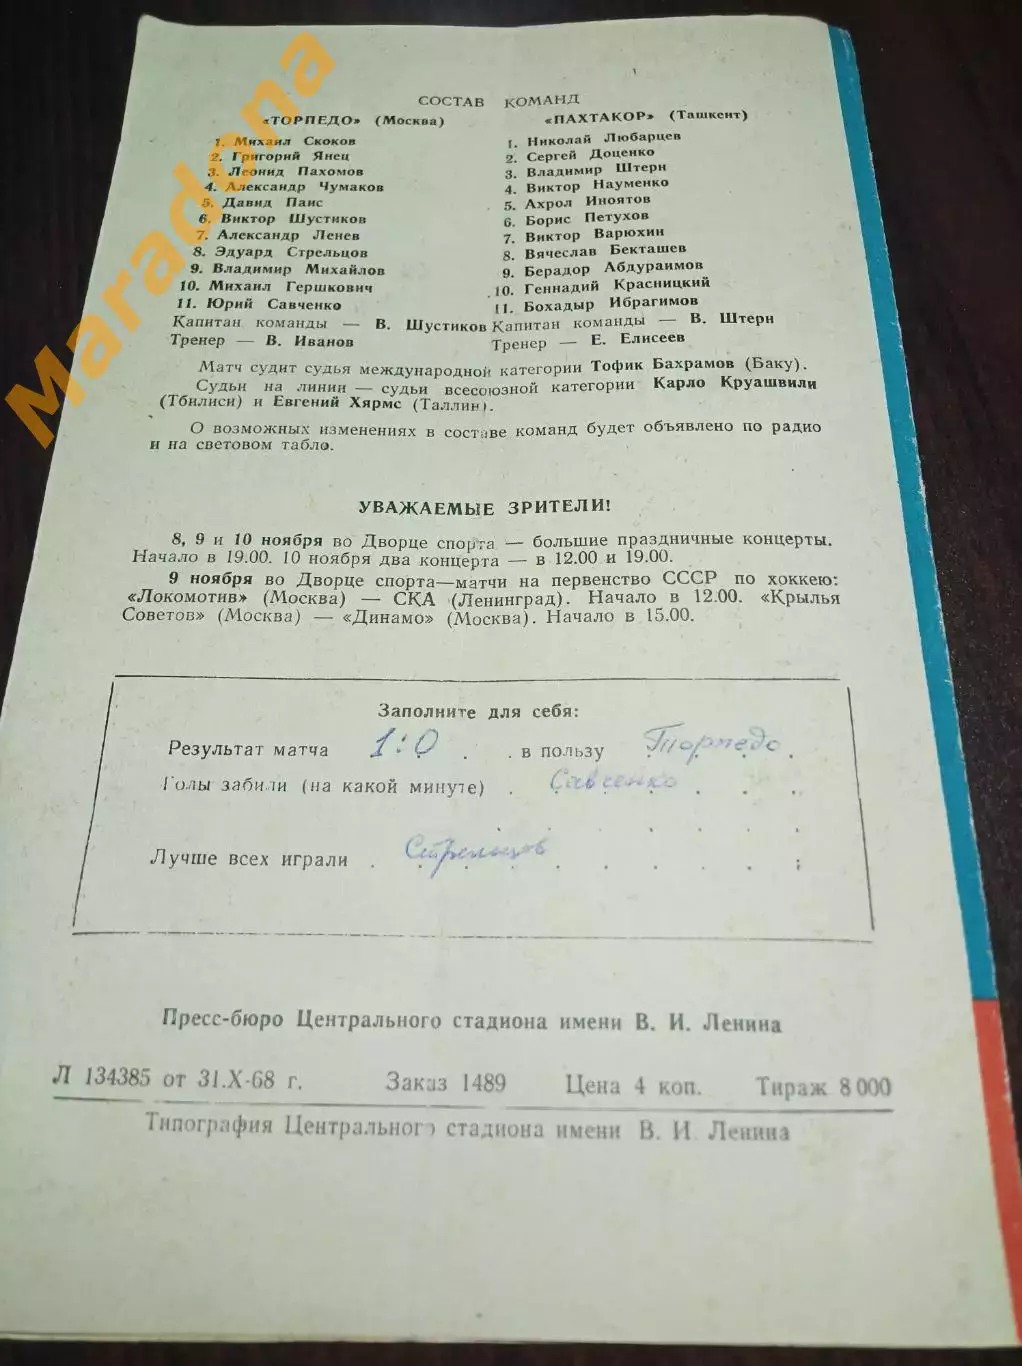 Maradona
СОСТАВ КОМАНД
«ТОРПЕДО» (Москва)
1. Михаил Скоков
2. Григорий Янец
3. Леонид Пахомов
4. Александр Чумаков
5. Давид Паис
6. Виктор Шустиков
7. Александр Ленев
8. Эдуард Стрельцов
9. Владимир Михайлов
10. Михаил Гершкович
11. Юрий Савченко
Капитан команды — В. Шустиков
Тренер — В. Иванов
«ПАХТАКОР» (Ташкент)
1. Николай Любарцев
2. Сергей Доценко
3. Владимир Штерн
4. Виктор Науменко
5. Ахрол Иноятов
6. Борис Петухов
7. Виктор Варюхин
8. Вячеслав Бекташев
9. Берадор Абдураимов
10. Геннадий Красницкий
11. Бохадыр Ибрагимов
Капитан команды — В. Штерн
Тренер — Е. Елисеев
Матч судит судья международной категории Тофик Бахрамов (Баку).
Судьи на линии — судьи всесоюзной категории Карло Круашвили
(Тбилиси) и Евгений Хярмс (Таллин).
О возможных изменениях в составе команд будет объявлено по радио
и на световом табло.
УВАЖАЕМЫЕ ЗРИТЕЛИ!
8, 9 и 10 ноября во Дворце спорта — большие праздничные концерты.
Начало в 19.00. 10 ноября два концерта — в 12.00 и 19.00.
9 ноября во Дворце спорта—матчи на первенство СССР по хоккею:
«Локомотив» (Москва) — СКА (Ленинград). Начало в 12.00. «Крылья
Советов» (Москва) — «Динамо» (Москва). Начало в 15.00.
Заполните для себя:
Результат матча 1:0 . . в пользу Торпедо .
Голы забили (на какой минуте) . Савченко . .
Лучше всех играли . Стрельцов . . . . . .
Пресс-бюро Центрального стадиона имени В. И. Ленина
Л 134385 от 31.X-68 г. Заказ 1489 Цена 4 коп. Тираж 8 000
Типография Центрального стадиона имени В. И. Ленина